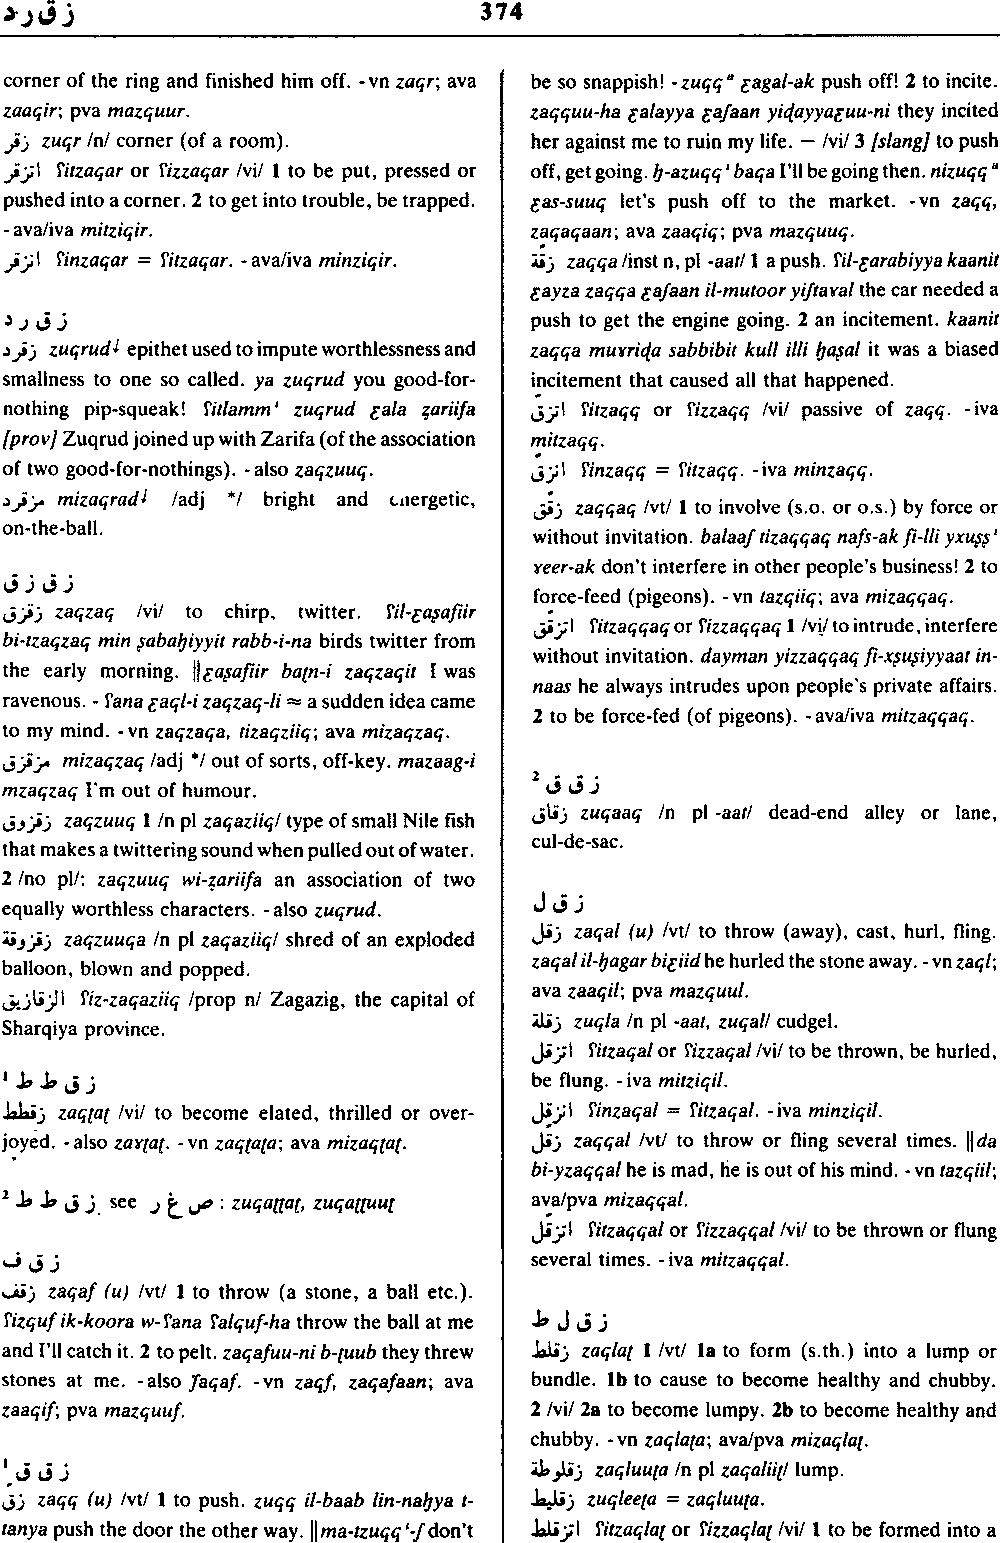 زقرد
374
corner of the ring and finished him off. -vn zaqr; ava
zaaqir; pva mazquur.
زقر zuqr /n/ corner (of a room).
اتزقر ʕitzaqar or ʕizzaqar /vi/ 1 to be put, pressed or
pushed into a corner. 2 to get into trouble, be trapped.
-ava/iva mitziqir.
انزقر ʕinzaqar = ʕitzaqar. -ava/iva minziqir.
ز ق ر د
زقرد zuqrud↓ epithet used to impute worthlessness and
smallness to one so called. ya zuqrud you good-for-
nothing pip-squeak! ʕitlammⁱ zuqrud ɛala ẓariifa
[prov] Zuqrud joined up with Zarifa (of the association
of two good-for-nothings). -also zaqzuuq.
مزقرد mizaqrad↓ /adj */ bright and energetic,
on-the-ball.
ز ق ز ق
زقزق zaqzaq /vi/ to chirp, twitter. ʕil-ɛaṣafiir
bi-tzaqzaq min ṣabaḥiyyit rabb-i-na birds twitter from
the early morning. ‖ɛaṣafiir baṭn-i zaqzaqit I was
ravenous. - ʕana ɛaql-i zaqzaq-li ≈ a sudden idea came
to my mind. -vn zaqzaqa, tizaqziiq; ava mizaqzaq.
مزقزق mizaqzaq /adj */ out of sorts, off-key. mazaag-i
mzaqzaq I'm out of humour.
زقزوق zaqzuuq 1 /n pl zaqaziiq/ type of small Nile fish
that makes a twittering sound when pulled out of water.
2 /no pl/: zaqzuuq wi-ẓariifa an association of two
equally worthless characters. -also zuqrud.
زقزوقة zaqzuuqa /n pl zaqaziiq/ shred of an exploded
balloon, blown and popped.
الزقازيق ʕiz-zaqaziiq /prop n/ Zagazig, the capital of
Sharqiya province.
ز ق ط ط ¹
زقطط zaqṭaṭ /vi/ to become elated, thrilled or over-
joyed. -also zaɤṭaṭ. -vn zaqṭaṭa; ava mizaqṭaṭ.
ز ق ط ط ² see ص غ ر : zuqaṭṭaṭ, zuqaṭṭuuṭ
ز ق ف
زقف zaqaf (u) /vt/ 1 to throw (a stone, a ball etc.).
ʕizquf ik-koora w-ʕana ʕalquf-ha throw the ball at me
and I'll catch it. 2 to pelt. zaqafuu-ni b-ṭuub they threw
stones at me. -also ʃaqaf. -vn zaqf, zaqafaan; ava
zaaqif; pva mazquuf.
ز ق ق ¹
زق zaqq (u) /vt/ 1 to push. zuqq il-baab lin-naḥya t-
tanya push the door the other way. ‖ma-tzuqqⁱ-ʃ don't
be so snappish! -zuqqᵃ ɛagal-ak push off! 2 to incite.
zaqquu-ha ɛalayya ɛaʃaan yiḍayyaɛuu-ni they incited
her against me to ruin my life. — /vi/ 3 [slang] to push
off, get going. ḥ-azuqqⁱ baqa I'll be going then. nizuqqᵃ
ɛas-suuq let's push off to the market. -vn zaqq,
zaqaqaan; ava zaaqiq; pva mazquuq.
زقّة zaqqa /inst n, pl -aat/ 1 a push. ʕil-ɛarabiyya kaanit
ɛayza zaqqa ɛaʃaan il-mutoor yiʃtaɤal the car needed a
push to get the engine going. 2 an incitement. kaanit
zaqqa muɤriḍa sabbibit kull illi ḥaṣal it was a biased
incitement that caused all that happened.
اتزقّ ʕitzaqq or ʕizzaqq /vi/ passive of zaqq. -iva
mitzaqq.
انزقّ ʕinzaqq = ʕitzaqq. -iva minzaqq.
زقّق zaqqaq /vt/ 1 to involve (s.o. or o.s.) by force or
without invitation. balaaʃ tizaqqaq nafs-ak fi-lli yxuṣṣⁱ
ɤeer-ak don't interfere in other people's business! 2 to
force-feed (pigeons). -vn tazqiiq; ava mizaqqaq.
اتزقّق ʕitzaqqaq or ʕizzaqqaq 1 /vi/ to intrude, interfere
without invitation. dayman yizzaqqaq fi-xṣuṣiyyaat in-
naas he always intrudes upon people's private affairs.
2 to be force-fed (of pigeons). -ava/iva mitzaqqaq.
ز ق ق ²
زقاق zuqaaq /n pl -aat/ dead-end alley or lane,
cul-de-sac.
ز ق ل
زقل zaqal (u) /vt/ to throw (away), cast, hurl, fling.
zaqal il-ḥagar biɛiid he hurled the stone away. -vn zaql;
ava zaaqil; pva mazquul.
زقلة zuqla /n pl -aat, zuqal/ cudgel.
اتزقل ʕitzaqal or ʕizzaqal /vi/ to be thrown, be hurled,
be flung. -iva mitziqil.
انزقل ʕinzaqal = ʕitzaqal. -iva minziqil.
زقّل zaqqal /vt/ to throw or fling several times. ‖da
bi-yzaqqal he is mad, he is out of his mind. -vn tazqiil;
ava/pva mizaqqal.
اتزقّل ʕitzaqqal or ʕizzaqqal /vi/ to be thrown or flung
several times. -iva mitzaqqal.
ز ق ل ط
زقلط zaqlaṭ 1 /vt/ 1a to form (s.th.) into a lump or
bundle. 1b to cause to become healthy and chubby.
2 /vi/ 2a to become lumpy. 2b to become healthy and
chubby. -vn zaqlaṭa; ava/pva mizaqlaṭ.
زقلوطة zaqluuṭa /n pl zaqaliiṭ/ lump.
زقليط zuqleeṭa = zaqluuṭa.
اتزقلط ʕitzaqlaṭ or ʕizzaqlaṭ /vi/ 1 to be formed into a